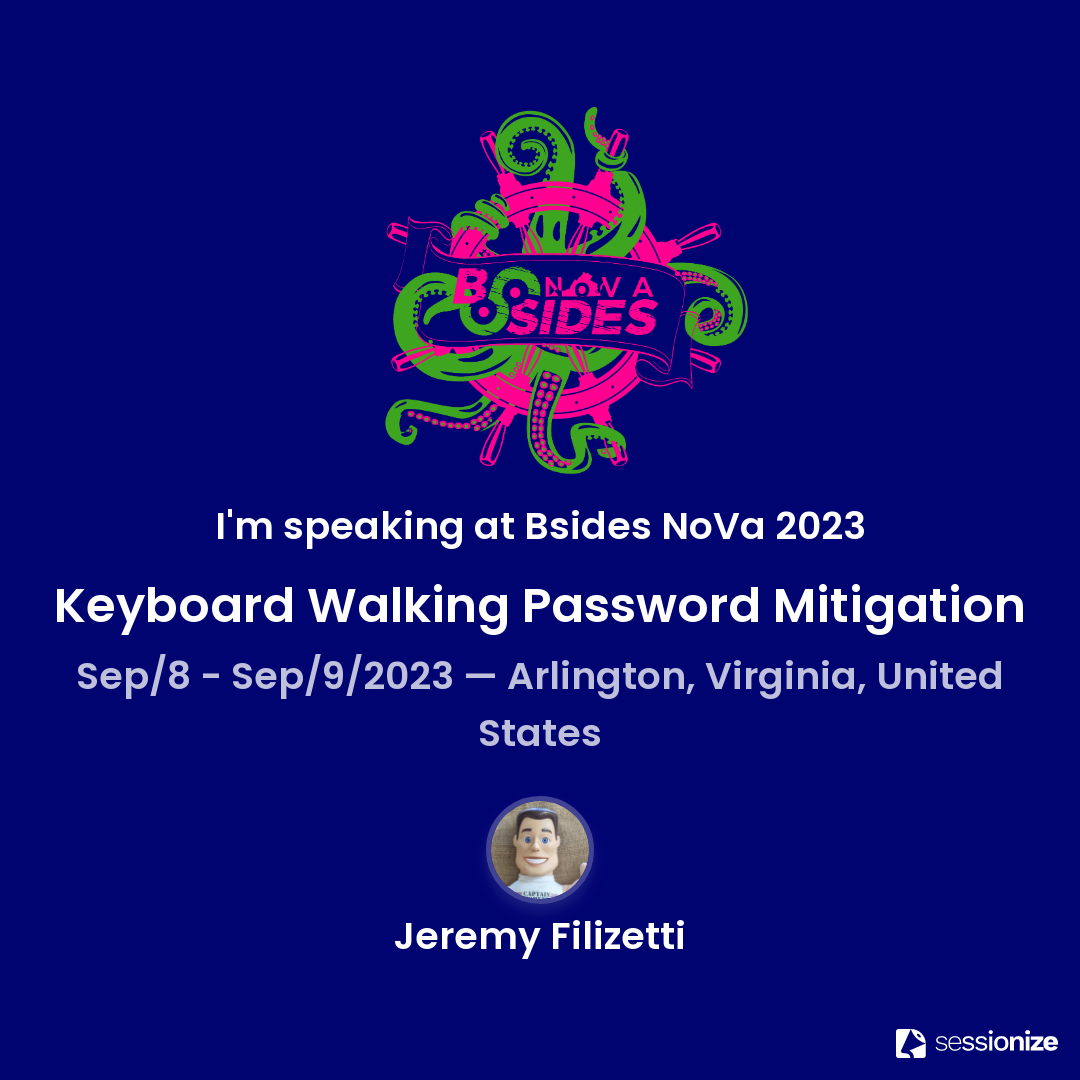 B NOVA
SIDES
I'm speaking at Bsides NoVa 2023
Keyboard Walking Password Mitigation
Sep/8 - Sep/9/2023 — Arlington, Virginia, United
States
CAPTAIN
Jeremy Filizetti
sessionize